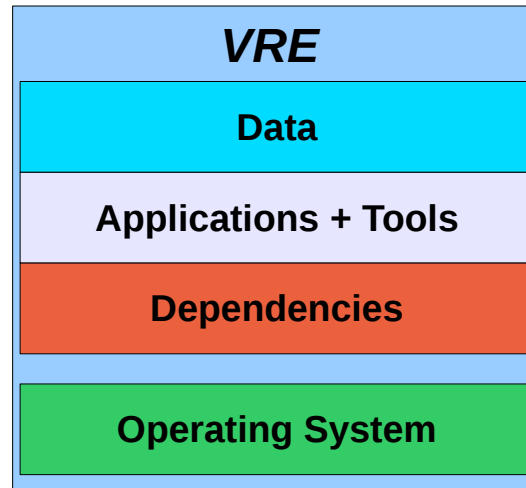 VRE
Data
Applications + Tools
Dependencies
Operating System